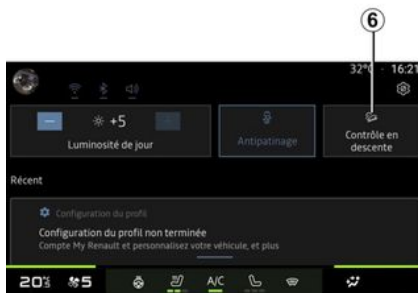 6
32°C 16:21
+5
Luminosité de jour
Antipatinage
Contrôle en
descente
Récent
Configuration du profil
Configuration du profil non terminée
Compte My Renault et personnalisez votre véhicule, et plus
20 5 A/C